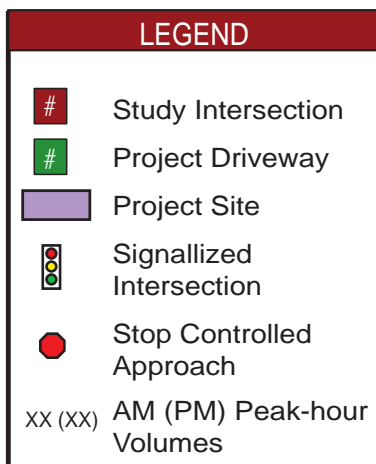 LEGEND
# Study Intersection
# Project Driveway
Project Site
Signallized
Intersection
Stop Controlled
Approach
XX (XX) AM (PM) Peak-hour
Volumes